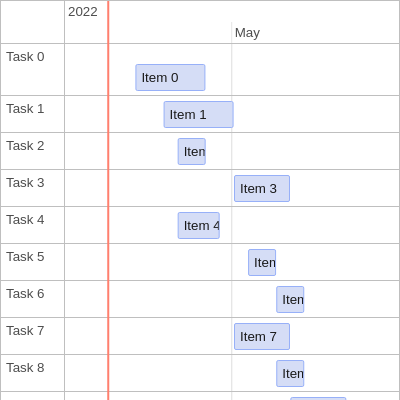 2022
May
Task 0
Item 0
Task 1
Item 1
Task 2
Iten
Task 3
Item 3
Task 4
Item 4
Task 5
Iten
Task 6
Iten
Task 7
Item 7
Task 8
Iten